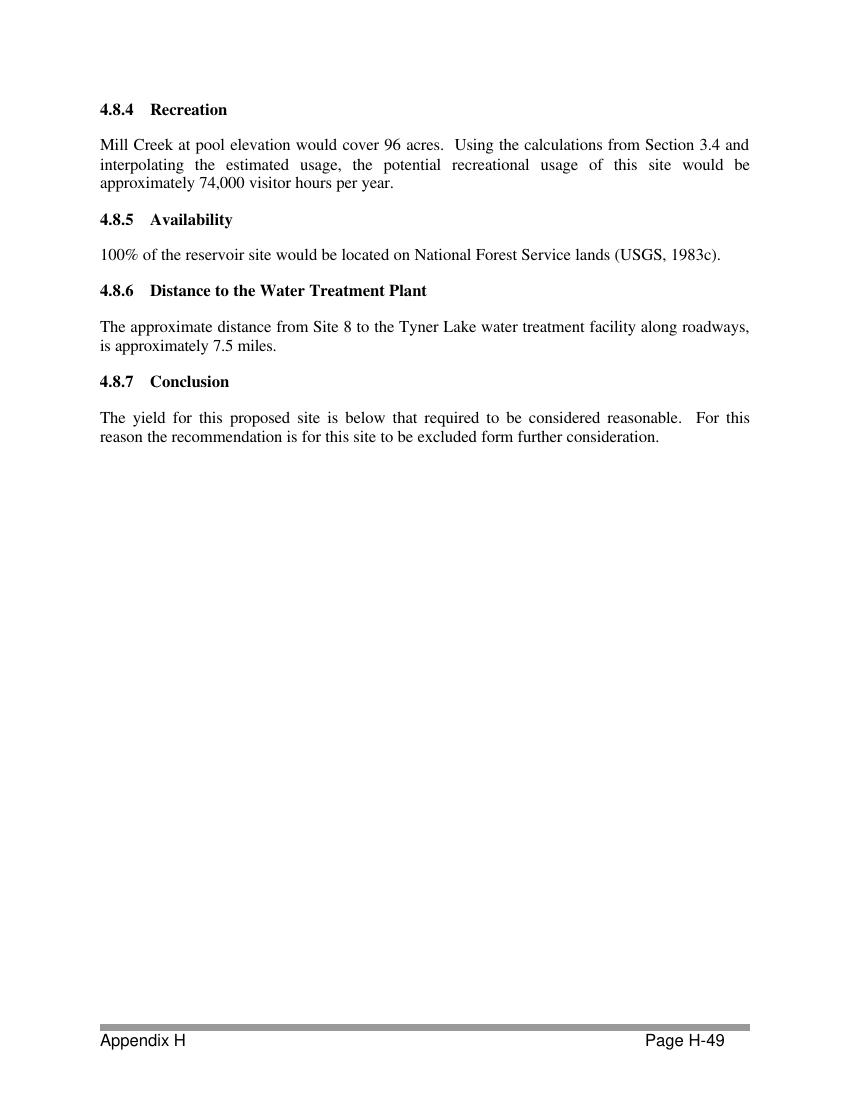 4.8.4 Recreation
Mill Creek at pool elevation would cover 96 acres. Using the calculations from Section 3.4 and
interpolating the estimated usage, the potential recreational usage of this site would be
approximately 74,000 visitor hours per year.
4.8.5 Availability
100% of the reservoir site would be located on National Forest Service lands (USGS, 1983c).
4.8.6 Distance to the Water Treatment Plant
The approximate distance from Site 8 to the Tyner Lake water treatment facility along roadways,
is approximately 7.5 miles.
4.8.7 Conclusion
The yield for this proposed site is below that required to be considered reasonable. For this
reason the recommendation is for this site to be excluded form further consideration.
Appendix H Page H-49